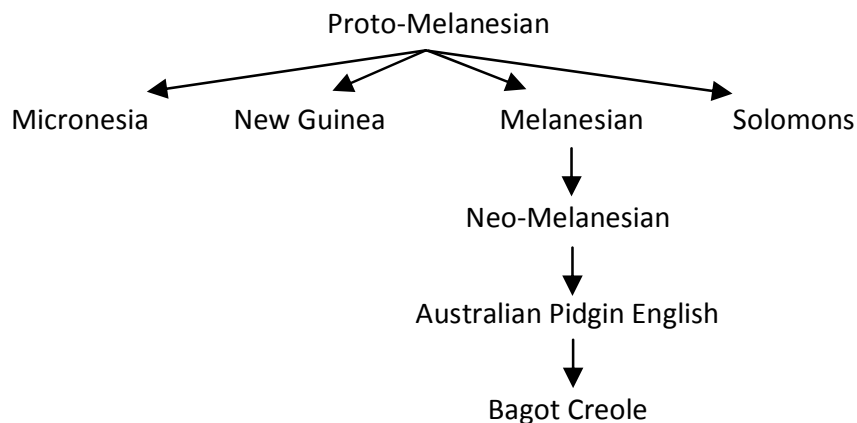 Proto-Melanesian
Micronesia New Guinea Melanesian Solomons
Neo-Melanesian
Australian Pidgin English
Bagot Creole